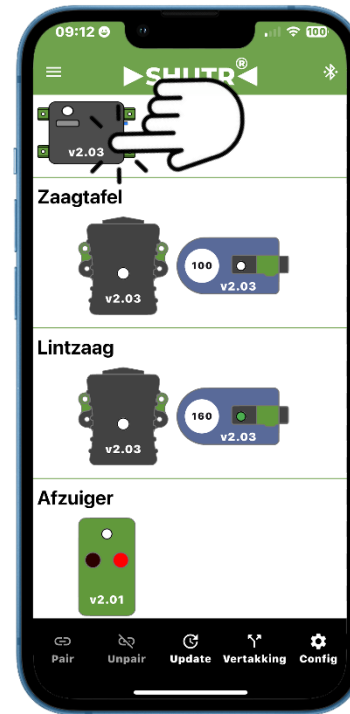 09:12 100
SHUTR®
v2.03
Zaagtafel
100
v2.03 v2.03
Lintzaag
160
v2.03 v2.03
Afzuiger
v2.01
Pair Unpair Update Vertakking Config